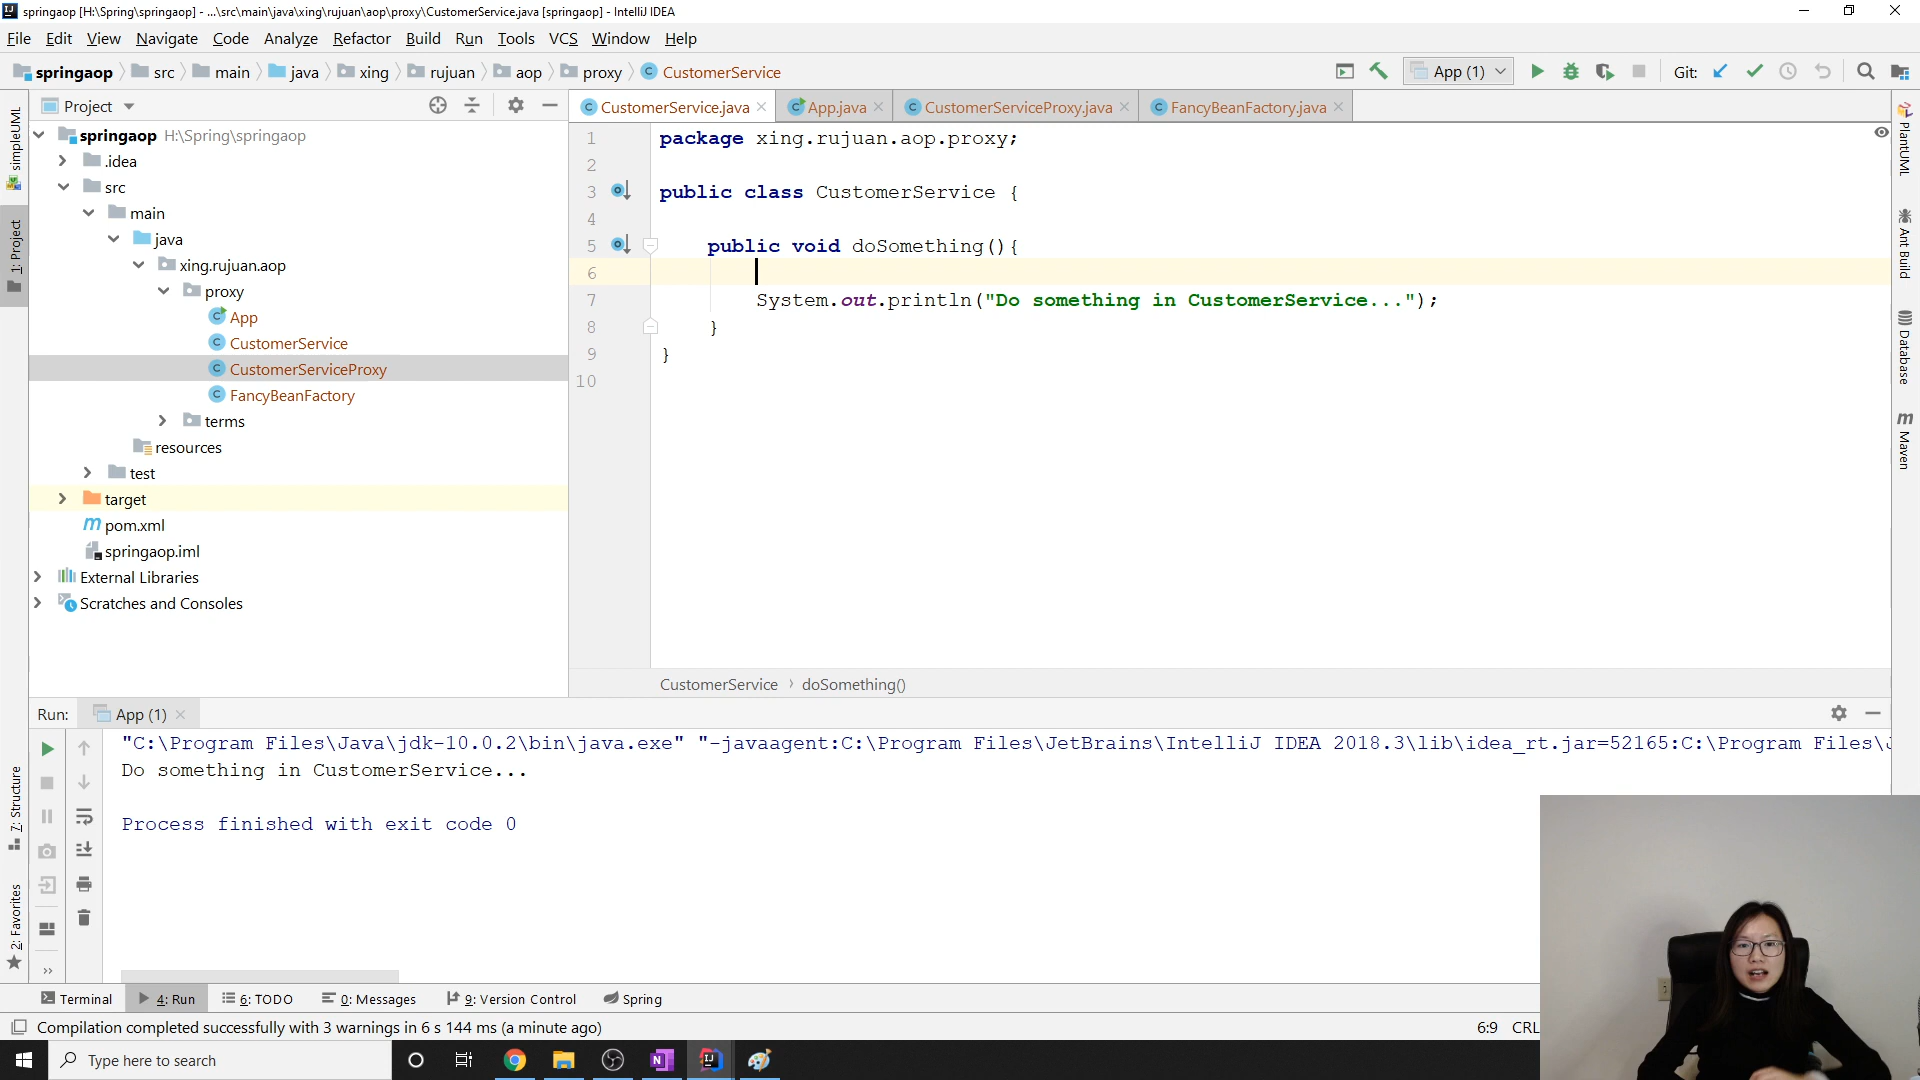 springaop [H:\Spring\springaop] - ...\src\main\java\xing\rujuan\aop\proxy\CustomerService.java [springaop] - IntelliJ IDEA
File Edit View Navigate Code Analyze Refactor Build Run Tools VCS Window Help
springaop src main java xing rujuan aop proxy CustomerService
App (1)
Git:
Project
CustomerService.java
App.java
CustomerServiceProxy.java
FancyBeanFactory.java
springaop H:\Spring\springaop
.idea
src
main
java
xing.rujuan.aop
proxy
App
CustomerService
CustomerServiceProxy
FancyBeanFactory
terms
resources
test
target
pom.xml
springaop.iml
External Libraries
Scratches and Consoles
simpleUML
1: Project
7: Structure
2: Favorites
1 package xing.rujuan.aop.proxy;
2
3 public class CustomerService {
4
5 public void doSomething(){
6
7 System.out.println("Do something in CustomerService...");
8 }
9 }
10
CustomerService › doSomething()
PlantUML
Ant Build
Database
Maven
Run: App (1)
"C:\Program Files\Java\jdk-10.0.2\bin\java.exe" "-javaagent:C:\Program Files\JetBrains\IntelliJ IDEA 2018.3\lib\idea_rt.jar=52165:C:\Program Files\J
Do something in CustomerService...
Process finished with exit code 0
Terminal 4: Run 6: TODO 0: Messages 9: Version Control Spring
Compilation completed successfully with 3 warnings in 6 s 144 ms (a minute ago)
6:9 CRL
Type here to search